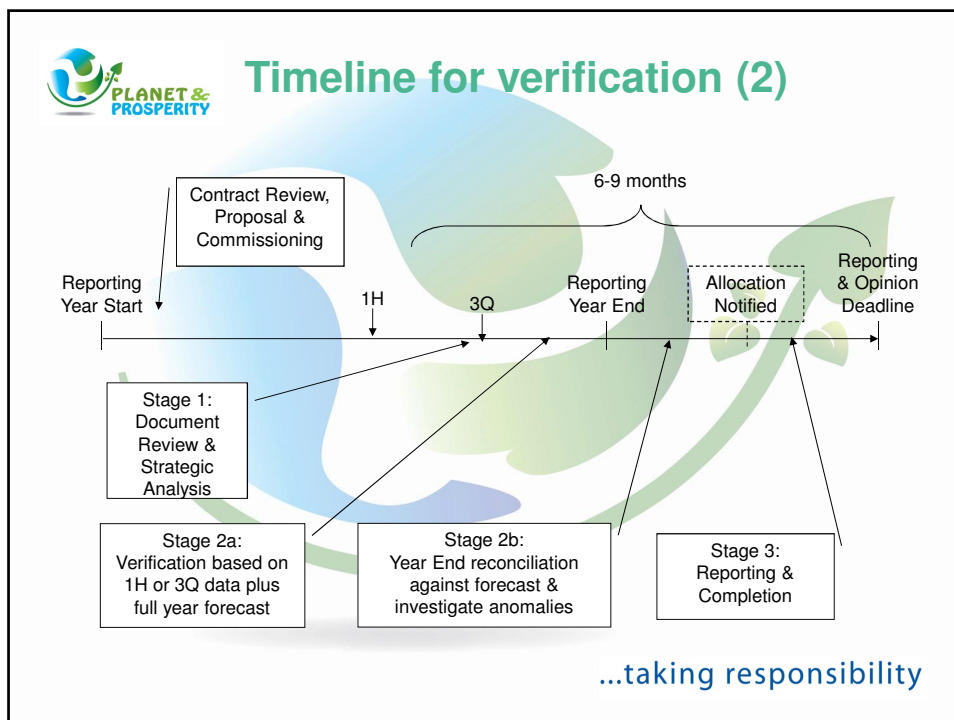 PLANET &
PROSPERITY
Timeline for verification (2)
Contract Review,
Proposal &
Commissioning
6-9 months
Reporting
Year Start
1H
3Q
Reporting
Year End
Allocation
Notified
Reporting
& Opinion
Deadline
Stage 1:
Document
Review &
Strategic
Analysis
Stage 2a:
Verification based on
1H or 3Q data plus
full year forecast
Stage 2b:
Year End reconciliation
against forecast &
investigate anomalies
Stage 3:
Reporting &
Completion
...taking responsibility